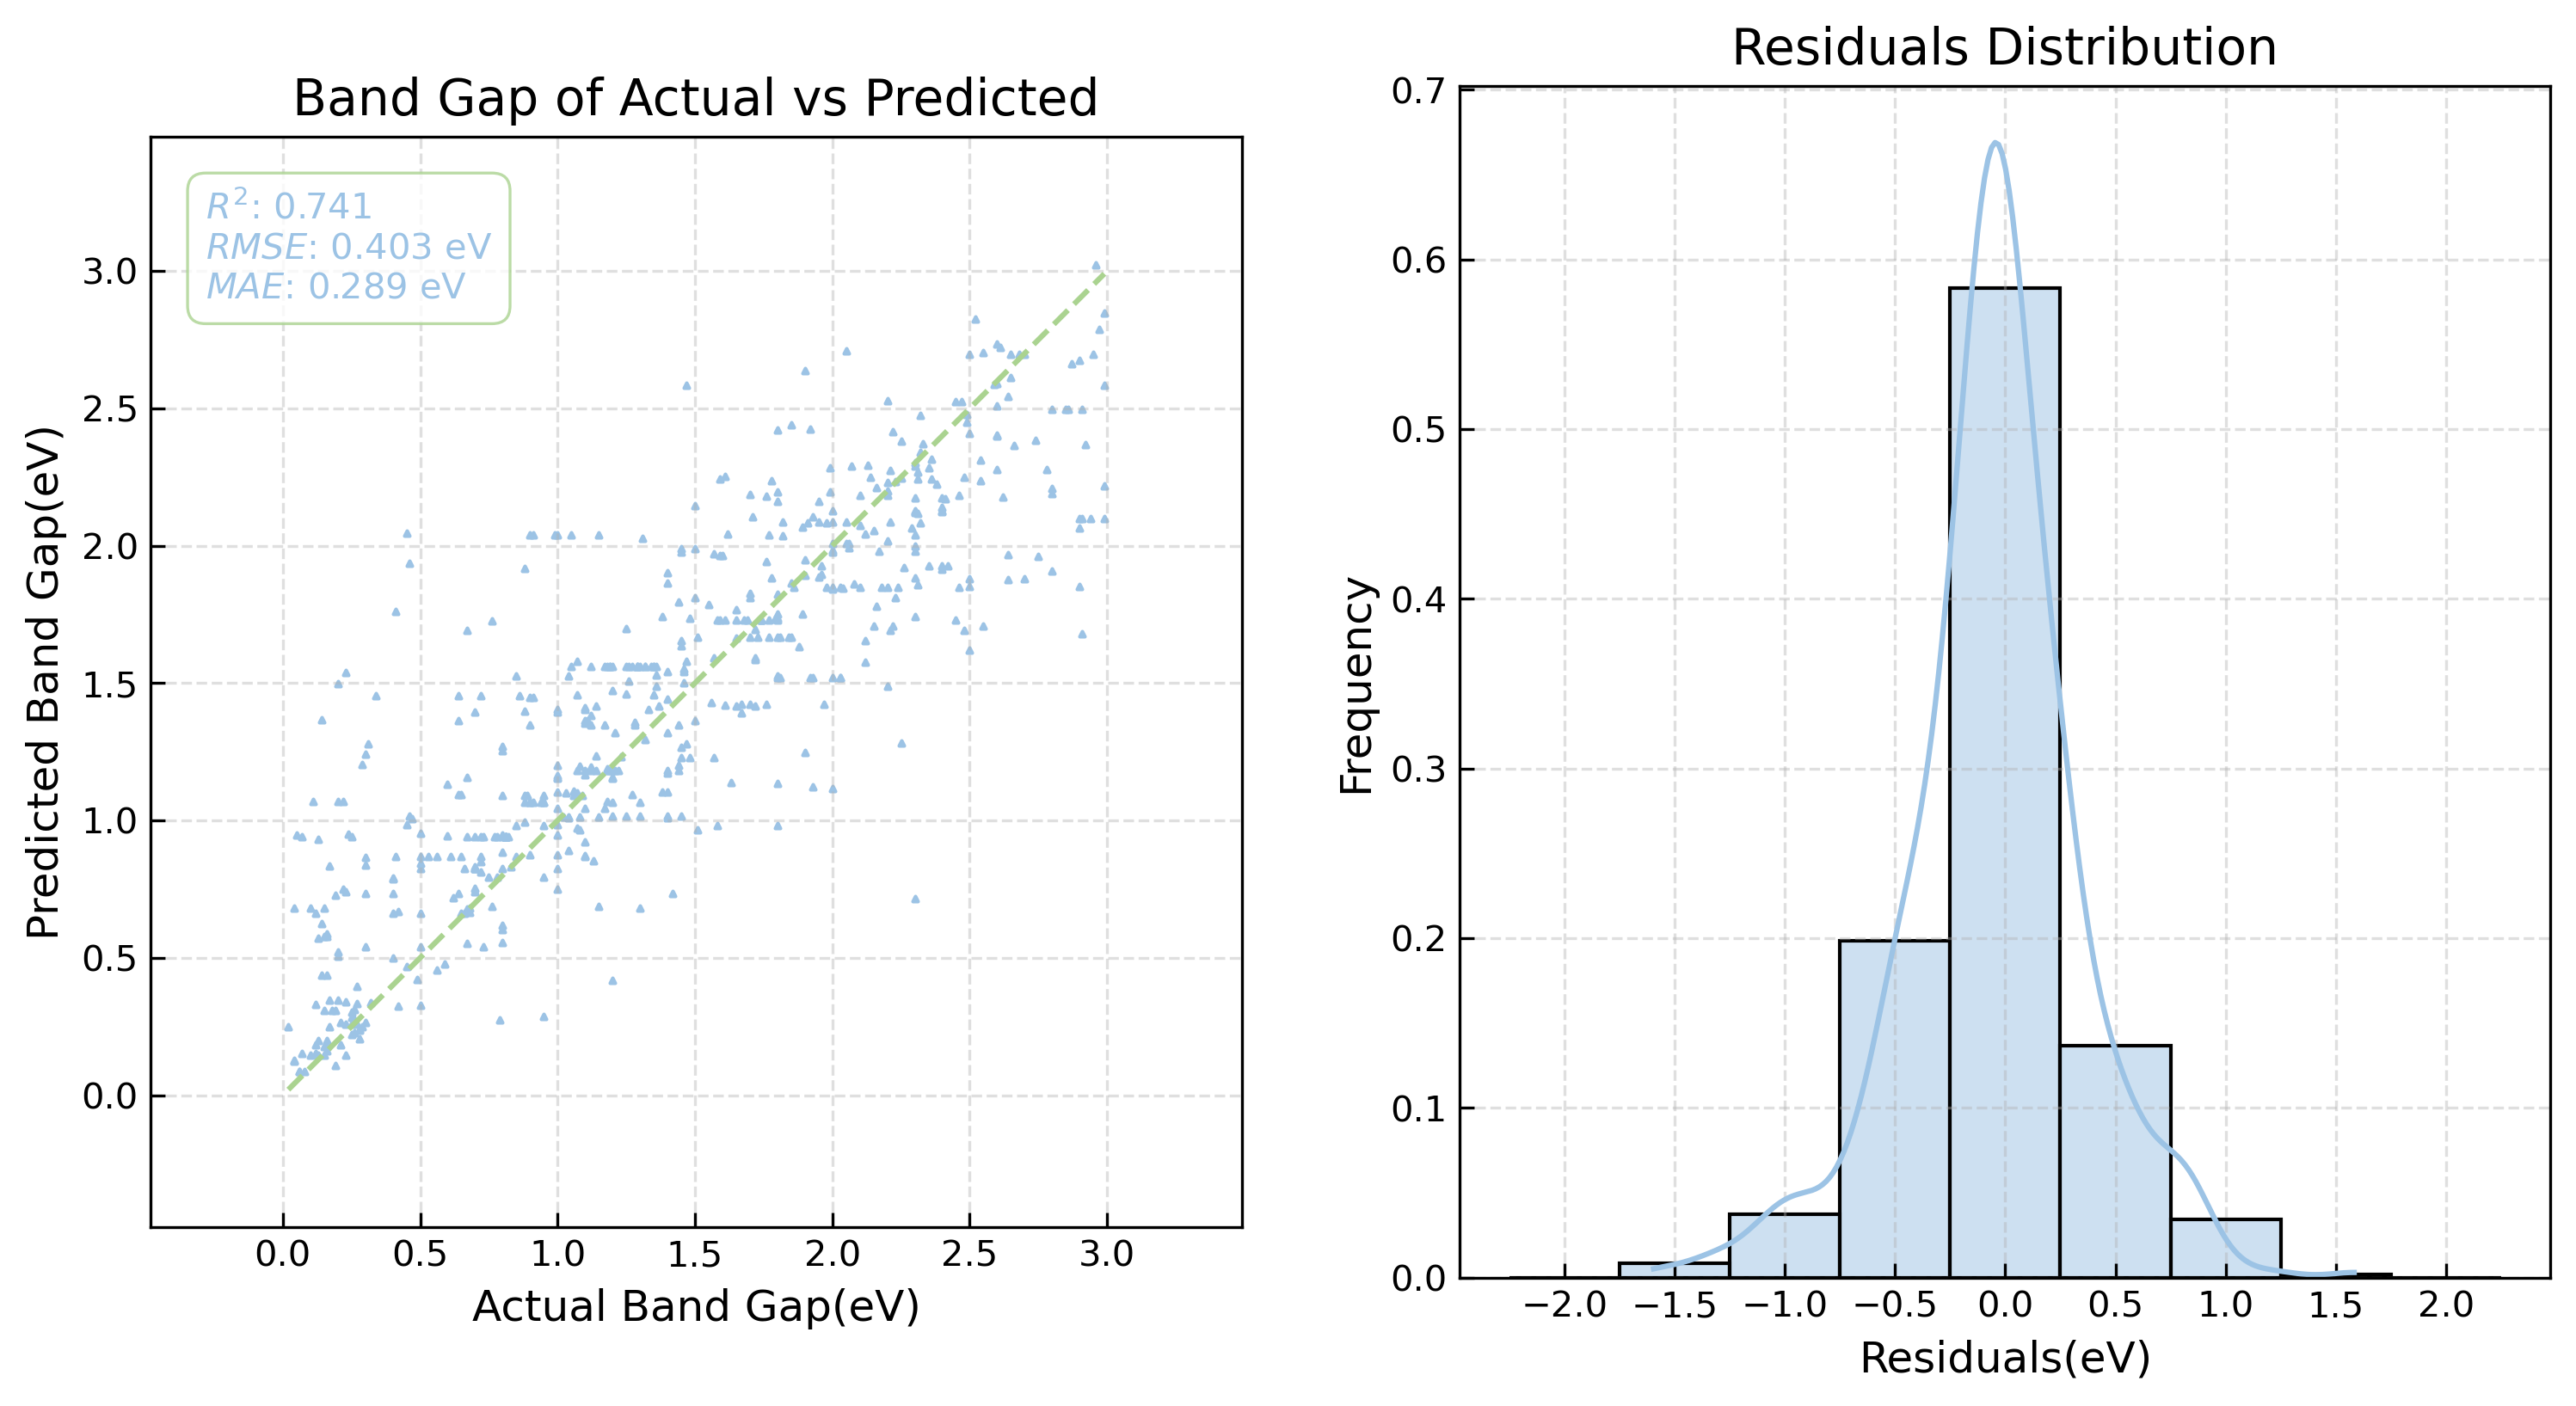 Band Gap of Actual vs Predicted
R²: 0.741
RMSE: 0.403 eV
MAE: 0.289 eV
3.0
2.5
2.0
1.5
1.0
0.5
0.0
Predicted Band Gap(eV)
0.0 0.5 1.0 1.5 2.0 2.5 3.0
Actual Band Gap(eV)
Residuals Distribution
0.7
0.6
0.5
0.4
0.3
0.2
0.1
0.0
Frequency
−2.0 −1.5 −1.0 −0.5 0.0 0.5 1.0 1.5 2.0
Residuals(eV)